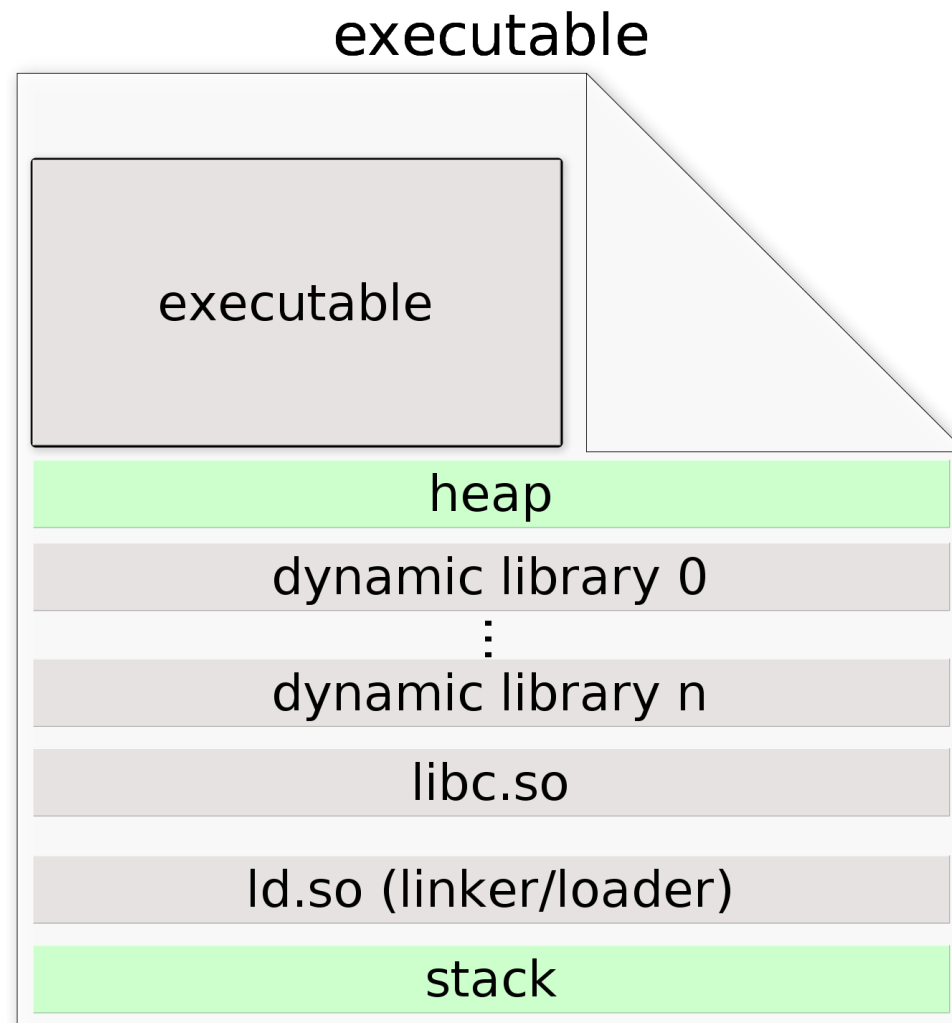 executable
executable
heap
dynamic library 0
⋮
dynamic library n
libc.so
ld.so (linker/loader)
stack